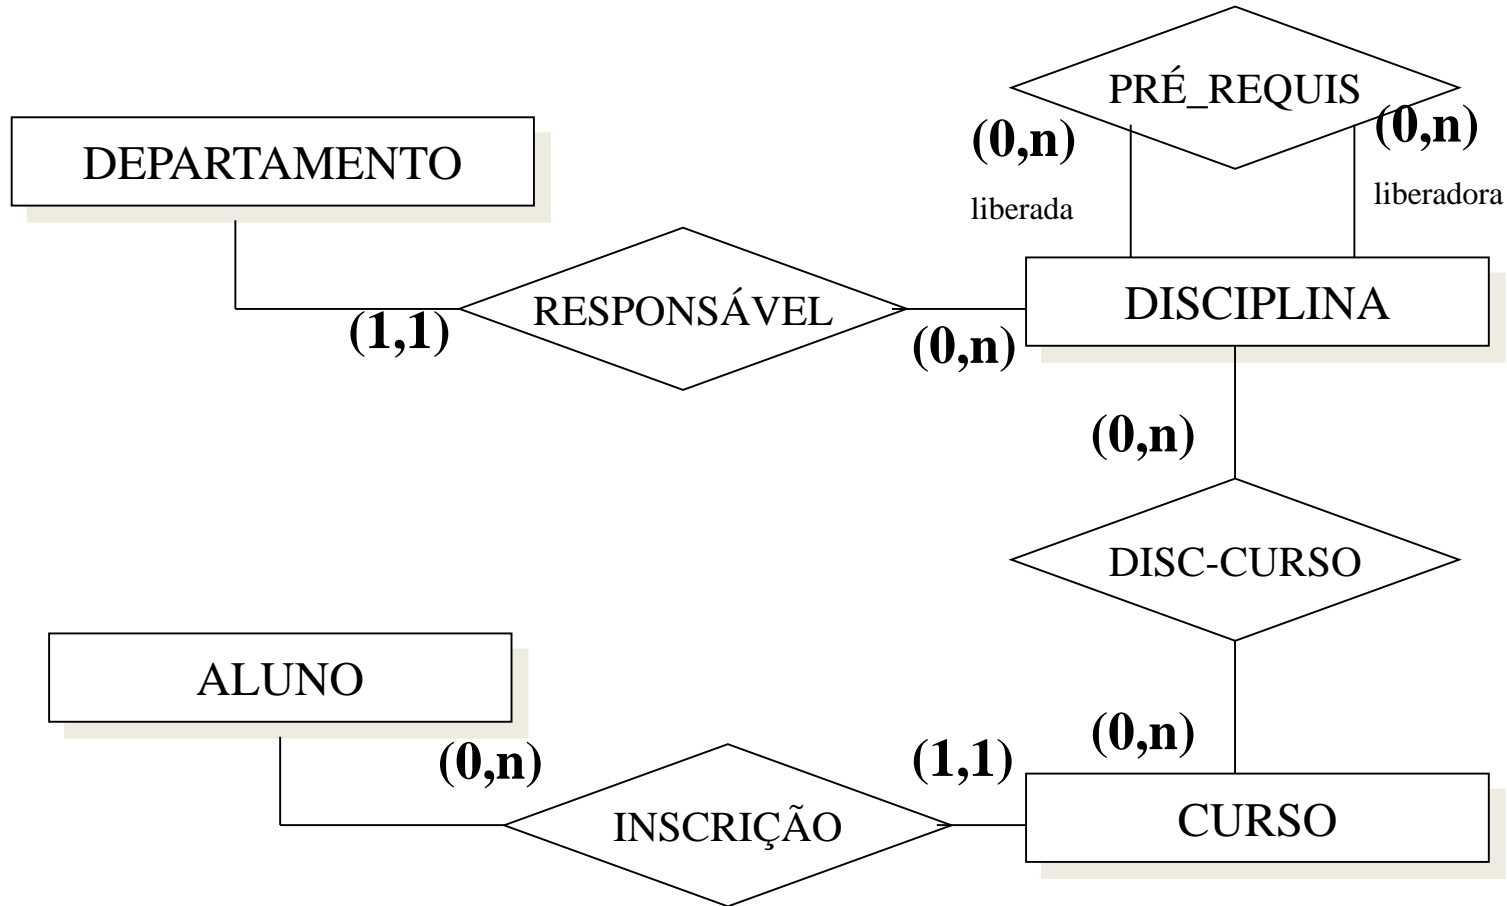 PRÉ_REQUIS
(0,n)
(0,n)
liberada
liberadora
DEPARTAMENTO
RESPONSÁVEL
(1,1)
(0,n)
DISCIPLINA
(0,n)
DISC-CURSO
(0,n)
ALUNO
(0,n)
INSCRIÇÃO
(1,1)
CURSO